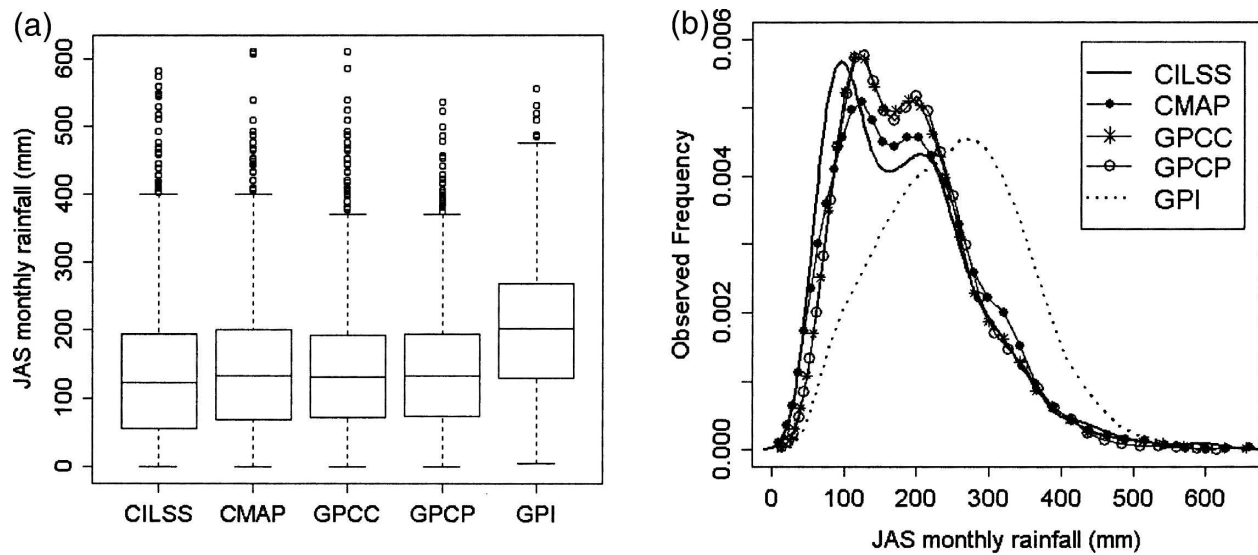 (a)
JAS monthly rainfall (mm)
600
500
400
300
200
100
0
CILSS CMAP GPCC GPCP GPI
(b)
Observed Frequency
0.006
0.004
0.002
0.000
CILSS
CMAP
GPCC
GPCP
GPI
0 100 200 300 400 500 600
JAS monthly rainfall (mm)